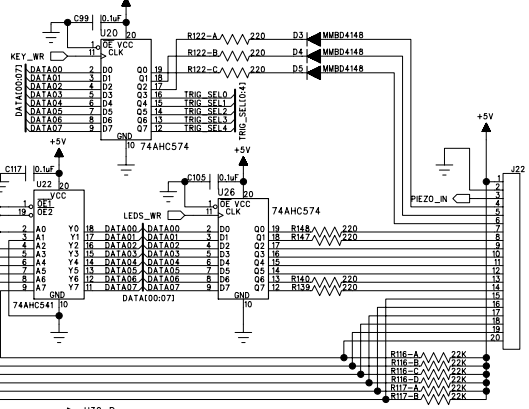 C99 0.1uF
U20
20
R122-A 220 D3 MMBD4148
1 OE VCC
KEY_WR 11 CLK
R122-B 220 D4 MMBD4148
R122-C 220 D5 MMBD4148
DATA[00:07]
DATA00 2 D0 Q0 19
DATA01 3 D1 Q1 18
DATA02 4 D2 Q2 17
DATA03 5 D3 Q3 16 TRIG_SEL0
DATA04 6 D4 Q4 15 TRIG_SEL1
DATA05 7 D5 Q5 14 TRIG_SEL2
DATA06 8 D6 Q6 13 TRIG_SEL3
DATA07 9 D7 Q7 12 TRIG_SEL4
TRIG_SEL[0:4]
GND
10
74AHC574
+5V
+5V
+5V
C117 0.1uF
U22
20
VCC
1 OE1
19 OE2
2 A0 Y0 18 DATA00
3 A1 Y1 17 DATA01
4 A2 Y2 16 DATA02
5 A3 Y3 15 DATA03
6 A4 Y4 14 DATA04
7 A5 Y5 13 DATA05
8 A6 Y6 12 DATA06
9 A7 Y7 11 DATA07
GND
10
74AHC541
DATA[00:07]
C105 0.1uF
U26
20
1 OE VCC
LEDS_WR 11 CLK
74AHC574
DATA00 2 D0 Q0 19 R148 220
DATA01 3 D1 Q1 18 R147 220
DATA02 4 D2 Q2 17
DATA03 5 D3 Q3 16
DATA04 6 D4 Q4 15
DATA05 7 D5 Q5 14
DATA06 8 D6 Q6 13 R140 220
DATA07 9 D7 Q7 12 R139 220
GND
10
J22
PIEZO_IN
1
2
3
4
5
6
7
8
9
10
11
12
13
14
15
16
17
18
19
20
R116-A 22K
R116-B 22K
R116-C 22K
R116-D 22K
R117-A 22K
R117-B 22K